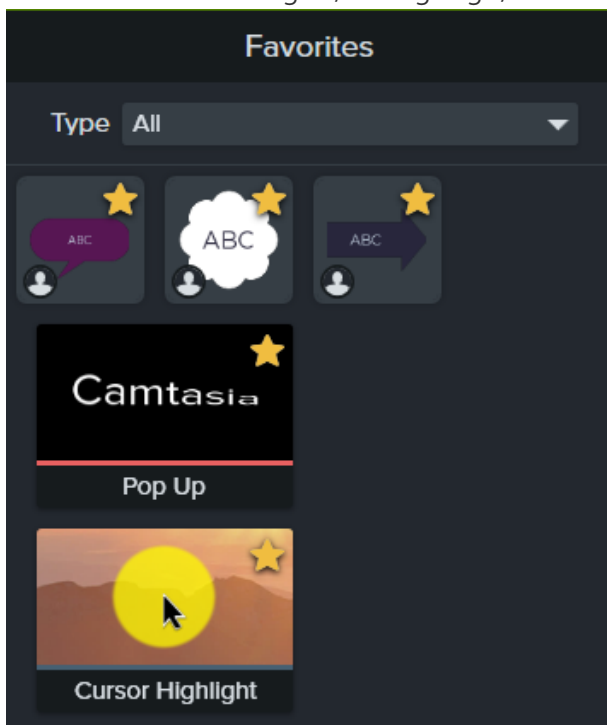 Favorites
Type All
ABC ABC ABC
Camtasia
Pop Up
Cursor Highlight